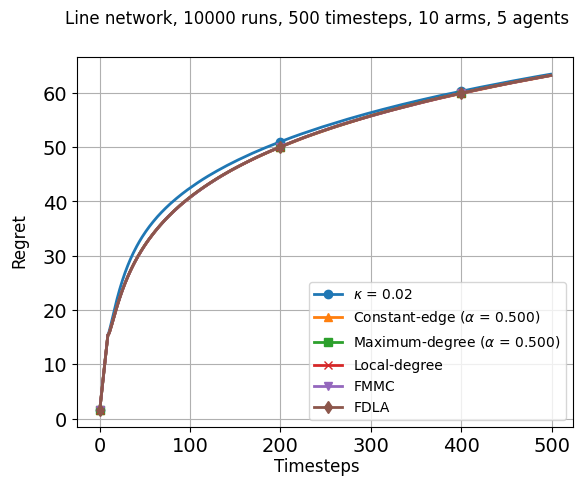 Line network, 10000 runs, 500 timesteps, 10 arms, 5 agents
Regret
60
50
40
30
20
10
0
κ = 0.02
Constant-edge (α = 0.500)
Maximum-degree (α = 0.500)
Local-degree
FMMC
FDLA
0 100 200 300 400 500
Timesteps